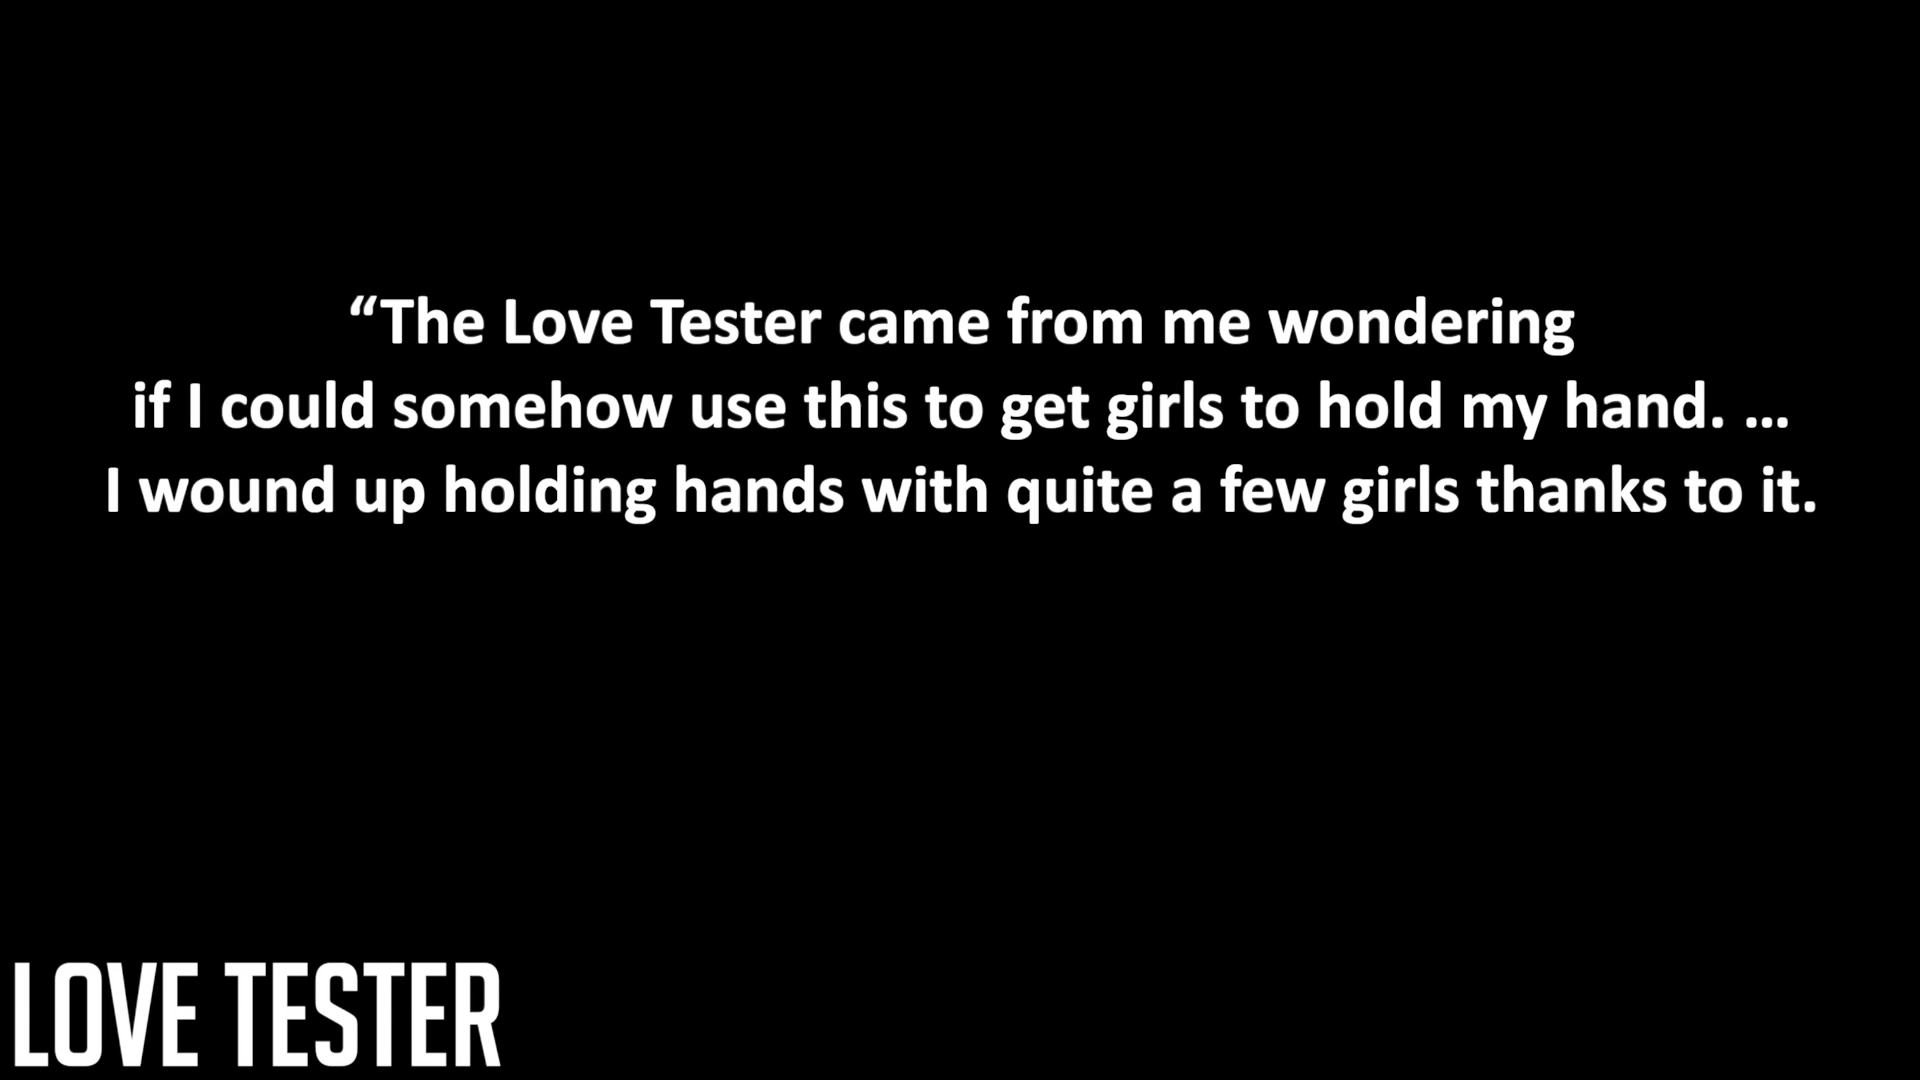 “The Love Tester came from me wondering
if I could somehow use this to get girls to hold my hand. ...
I wound up holding hands with quite a few girls thanks to it.
LOVE TESTER